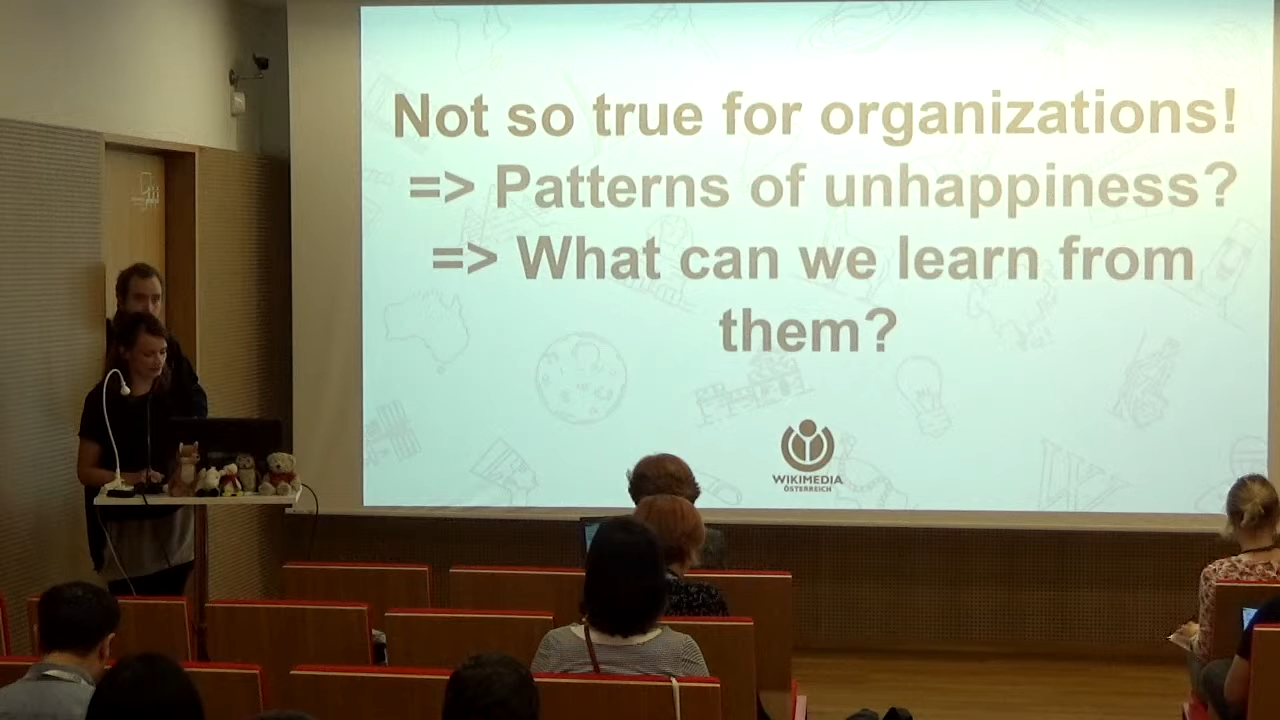 Not so true for organizations!
=> Patterns of unhappiness?
=> What can we learn from
them?
WIKIMEDIA
ÖSTERREICH